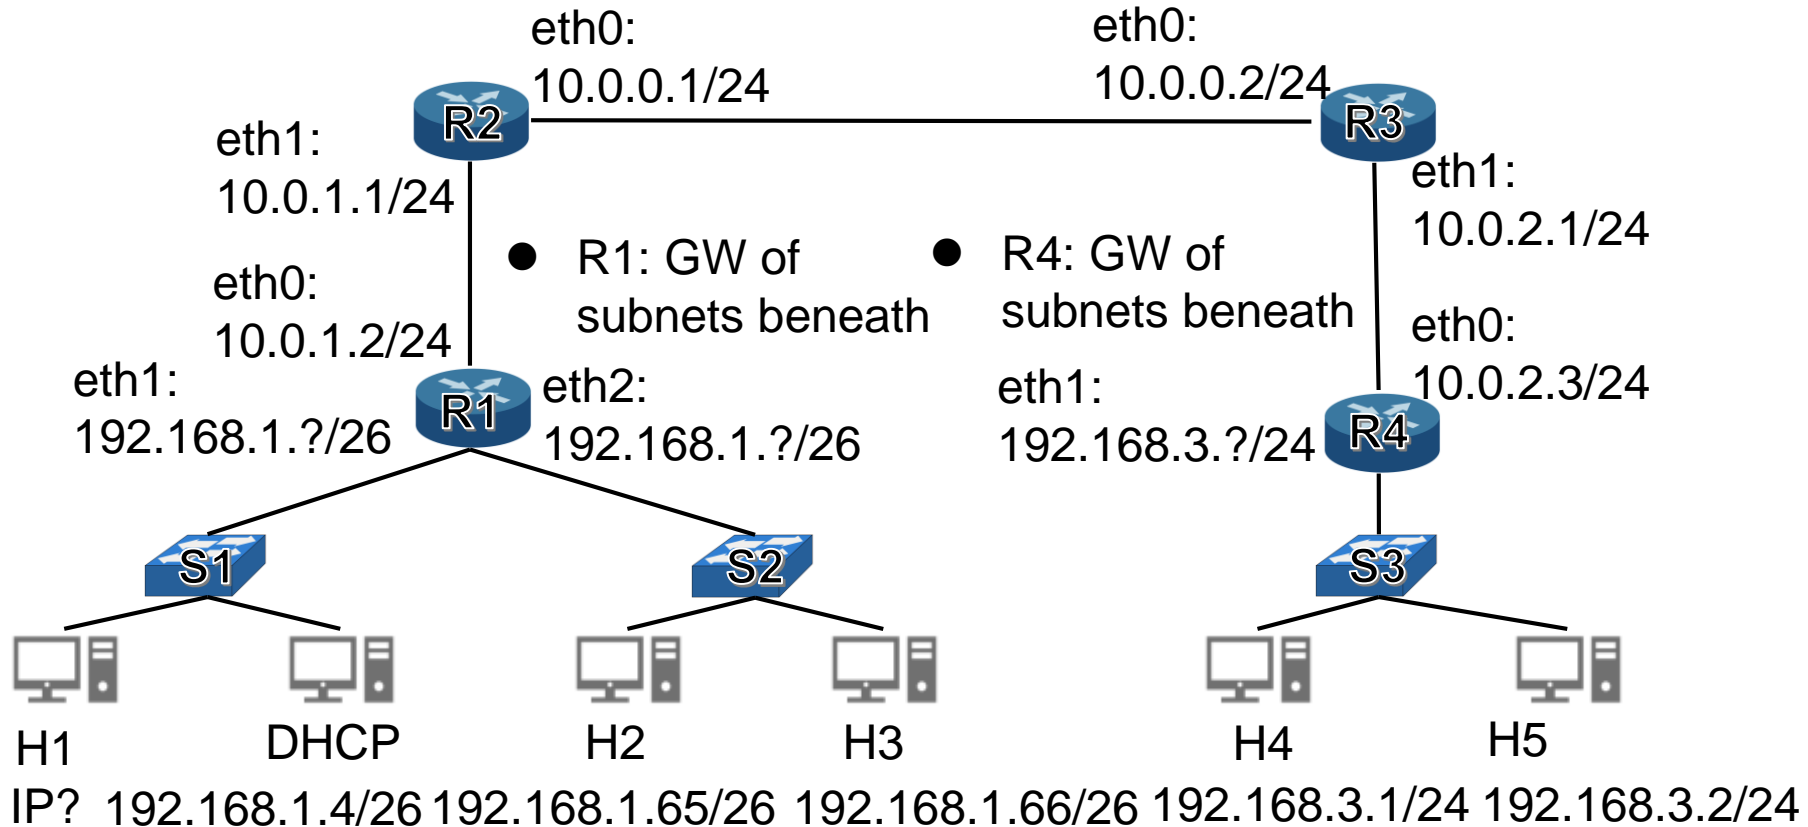 eth0:
10.0.0.1/24
eth0:
10.0.0.2/24
R2
R3
eth1:
10.0.1.1/24
eth1:
10.0.2.1/24
● R1: GW of
subnets beneath
● R4: GW of
subnets beneath
eth0:
10.0.1.2/24
eth0:
10.0.2.3/24
eth1:
192.168.1.?/26
R1
eth2:
192.168.1.?/26
eth1:
192.168.3.?/24
R4
S1
S2
S3
H1
DHCP
H2
H3
H4
H5
IP?
192.168.1.4/26
192.168.1.65/26
192.168.1.66/26
192.168.3.1/24
192.168.3.2/24